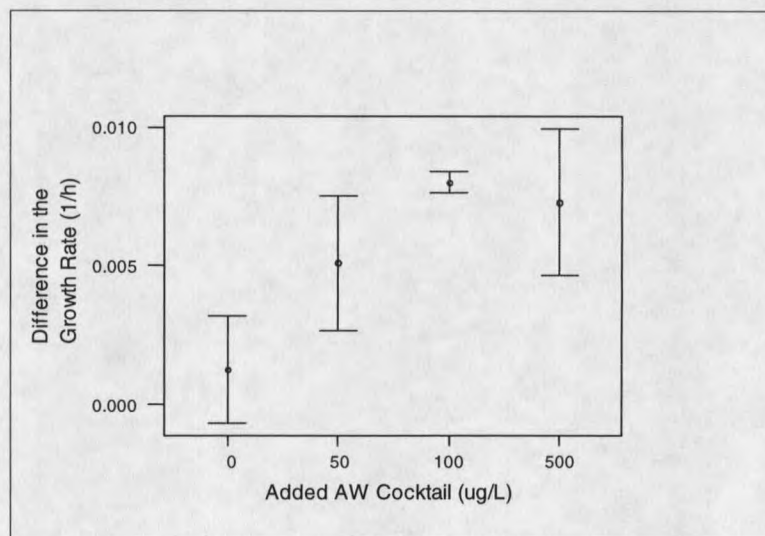 Difference in the
Growth Rate (1/h)
0.010
0.005
0.000
0 50 100 500
Added AW Cocktail (ug/L)